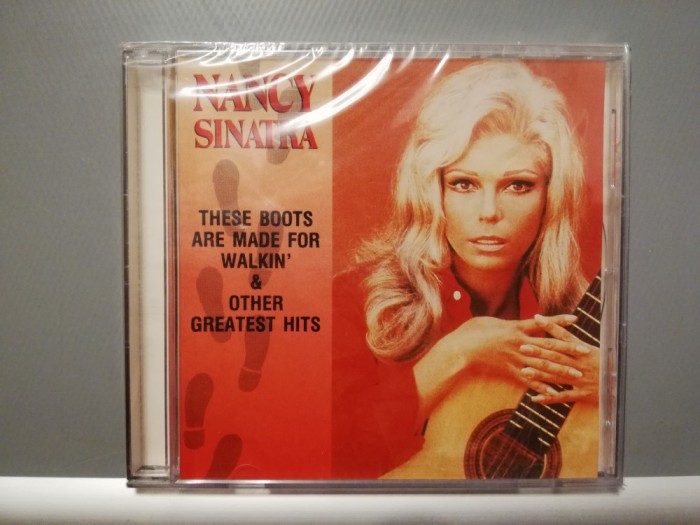 NANCY
SINATRA
THESE BOOTS
ARE MADE FOR
WALKIN'
&
OTHER
GREATEST HITS